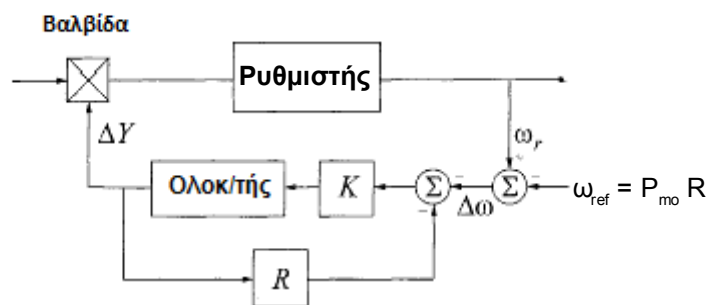 Βαλβίδα
Ρυθμιστής
ΔY
ω_r
Ολοκ/τής
K
Σ
Σ
Δω
ω_ref = P_mo R
R